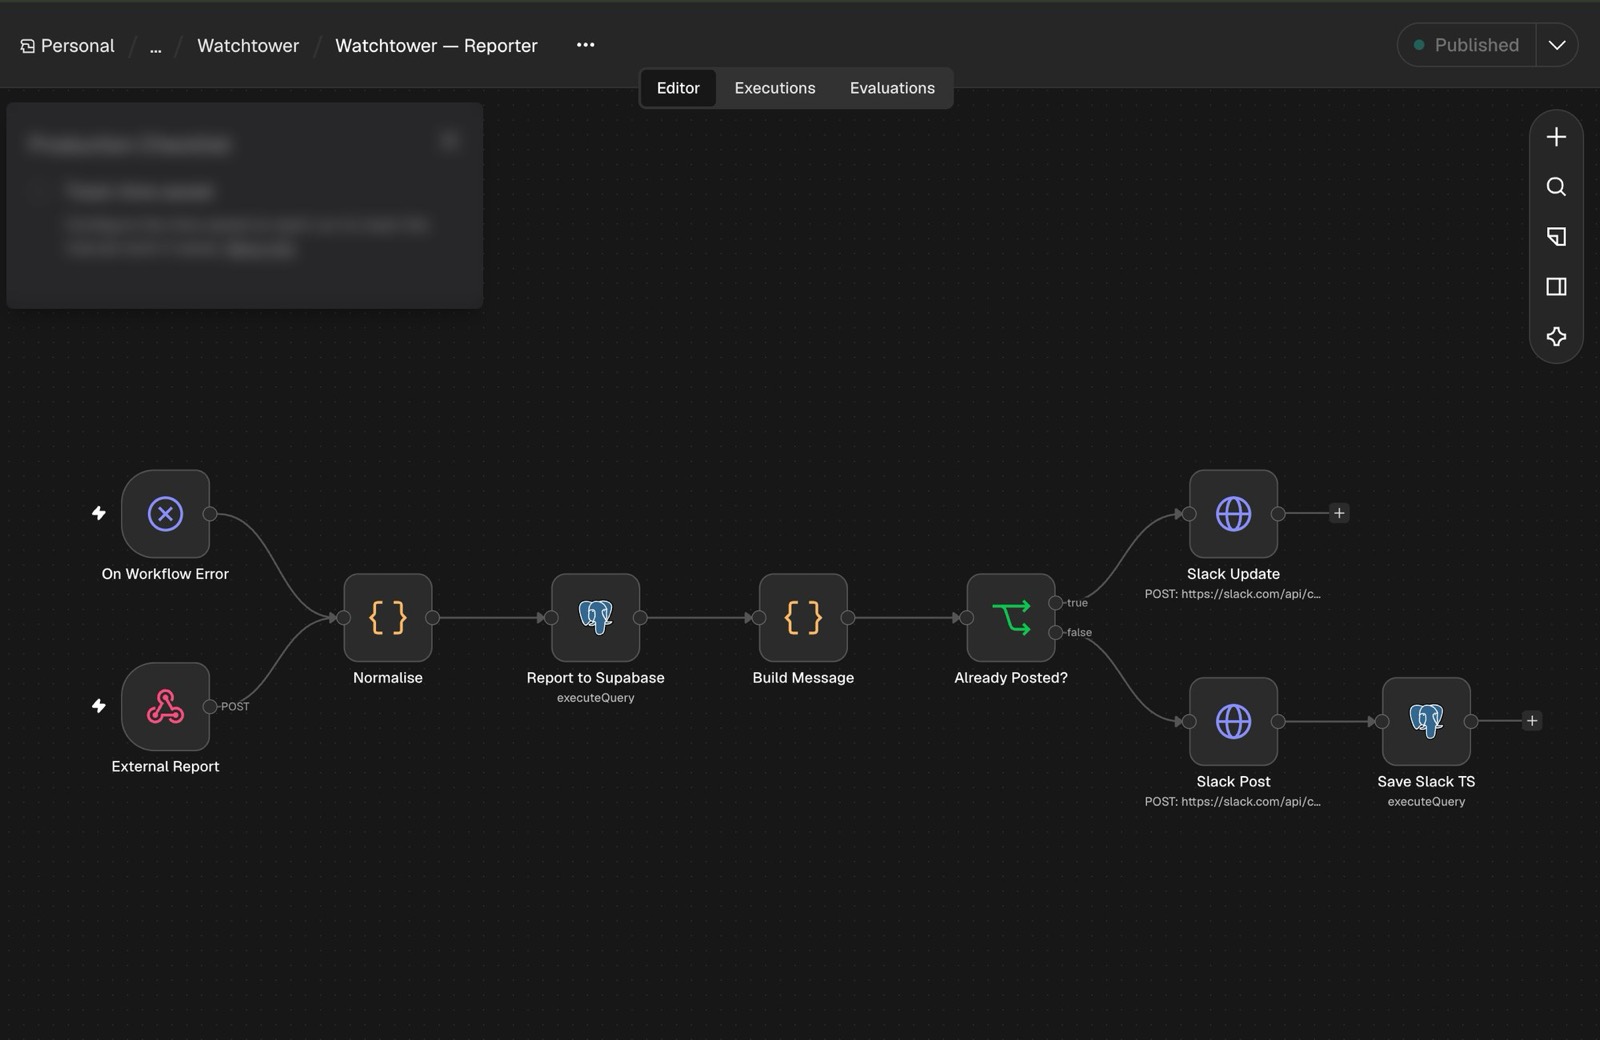 Personal / ... / Watchtower / Watchtower — Reporter ...
Published
Editor Executions Evaluations
On Workflow Error
POST
External Report
Normalise
Report to Supabase
executeQuery
Build Message
Already Posted?
true
false
Slack Update
POST: https://slack.com/api/c...
Slack Post
POST: https://slack.com/api/c...
Save Slack TS
executeQuery